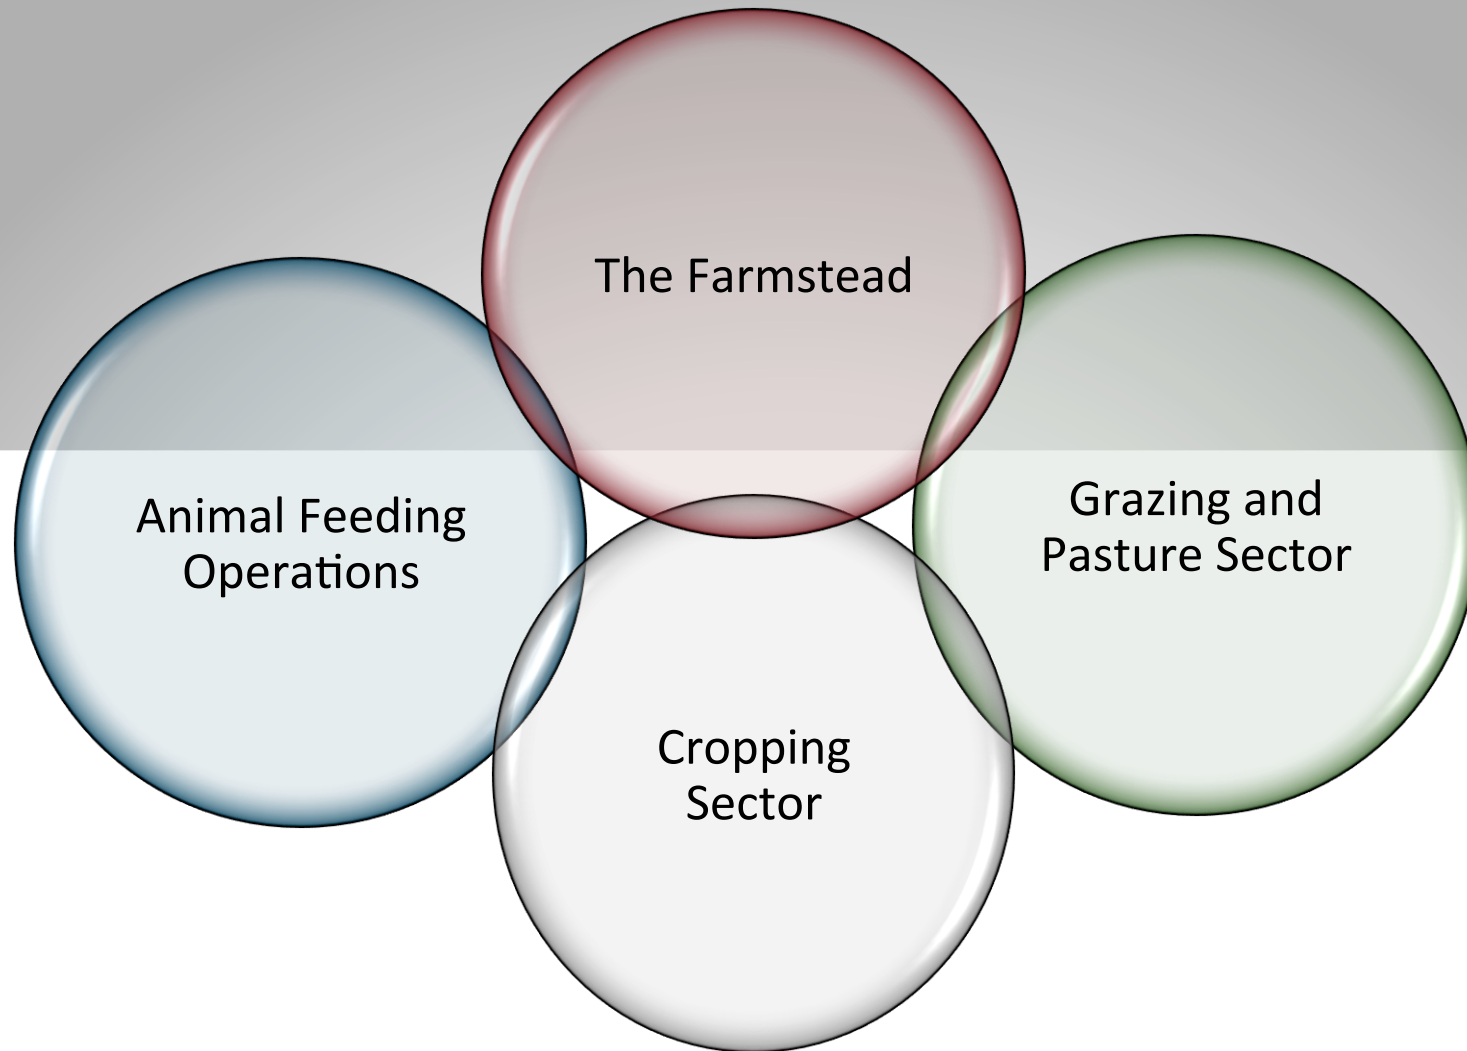 The Farmstead
Animal Feeding
Operations
Grazing and
Pasture Sector
Cropping
Sector